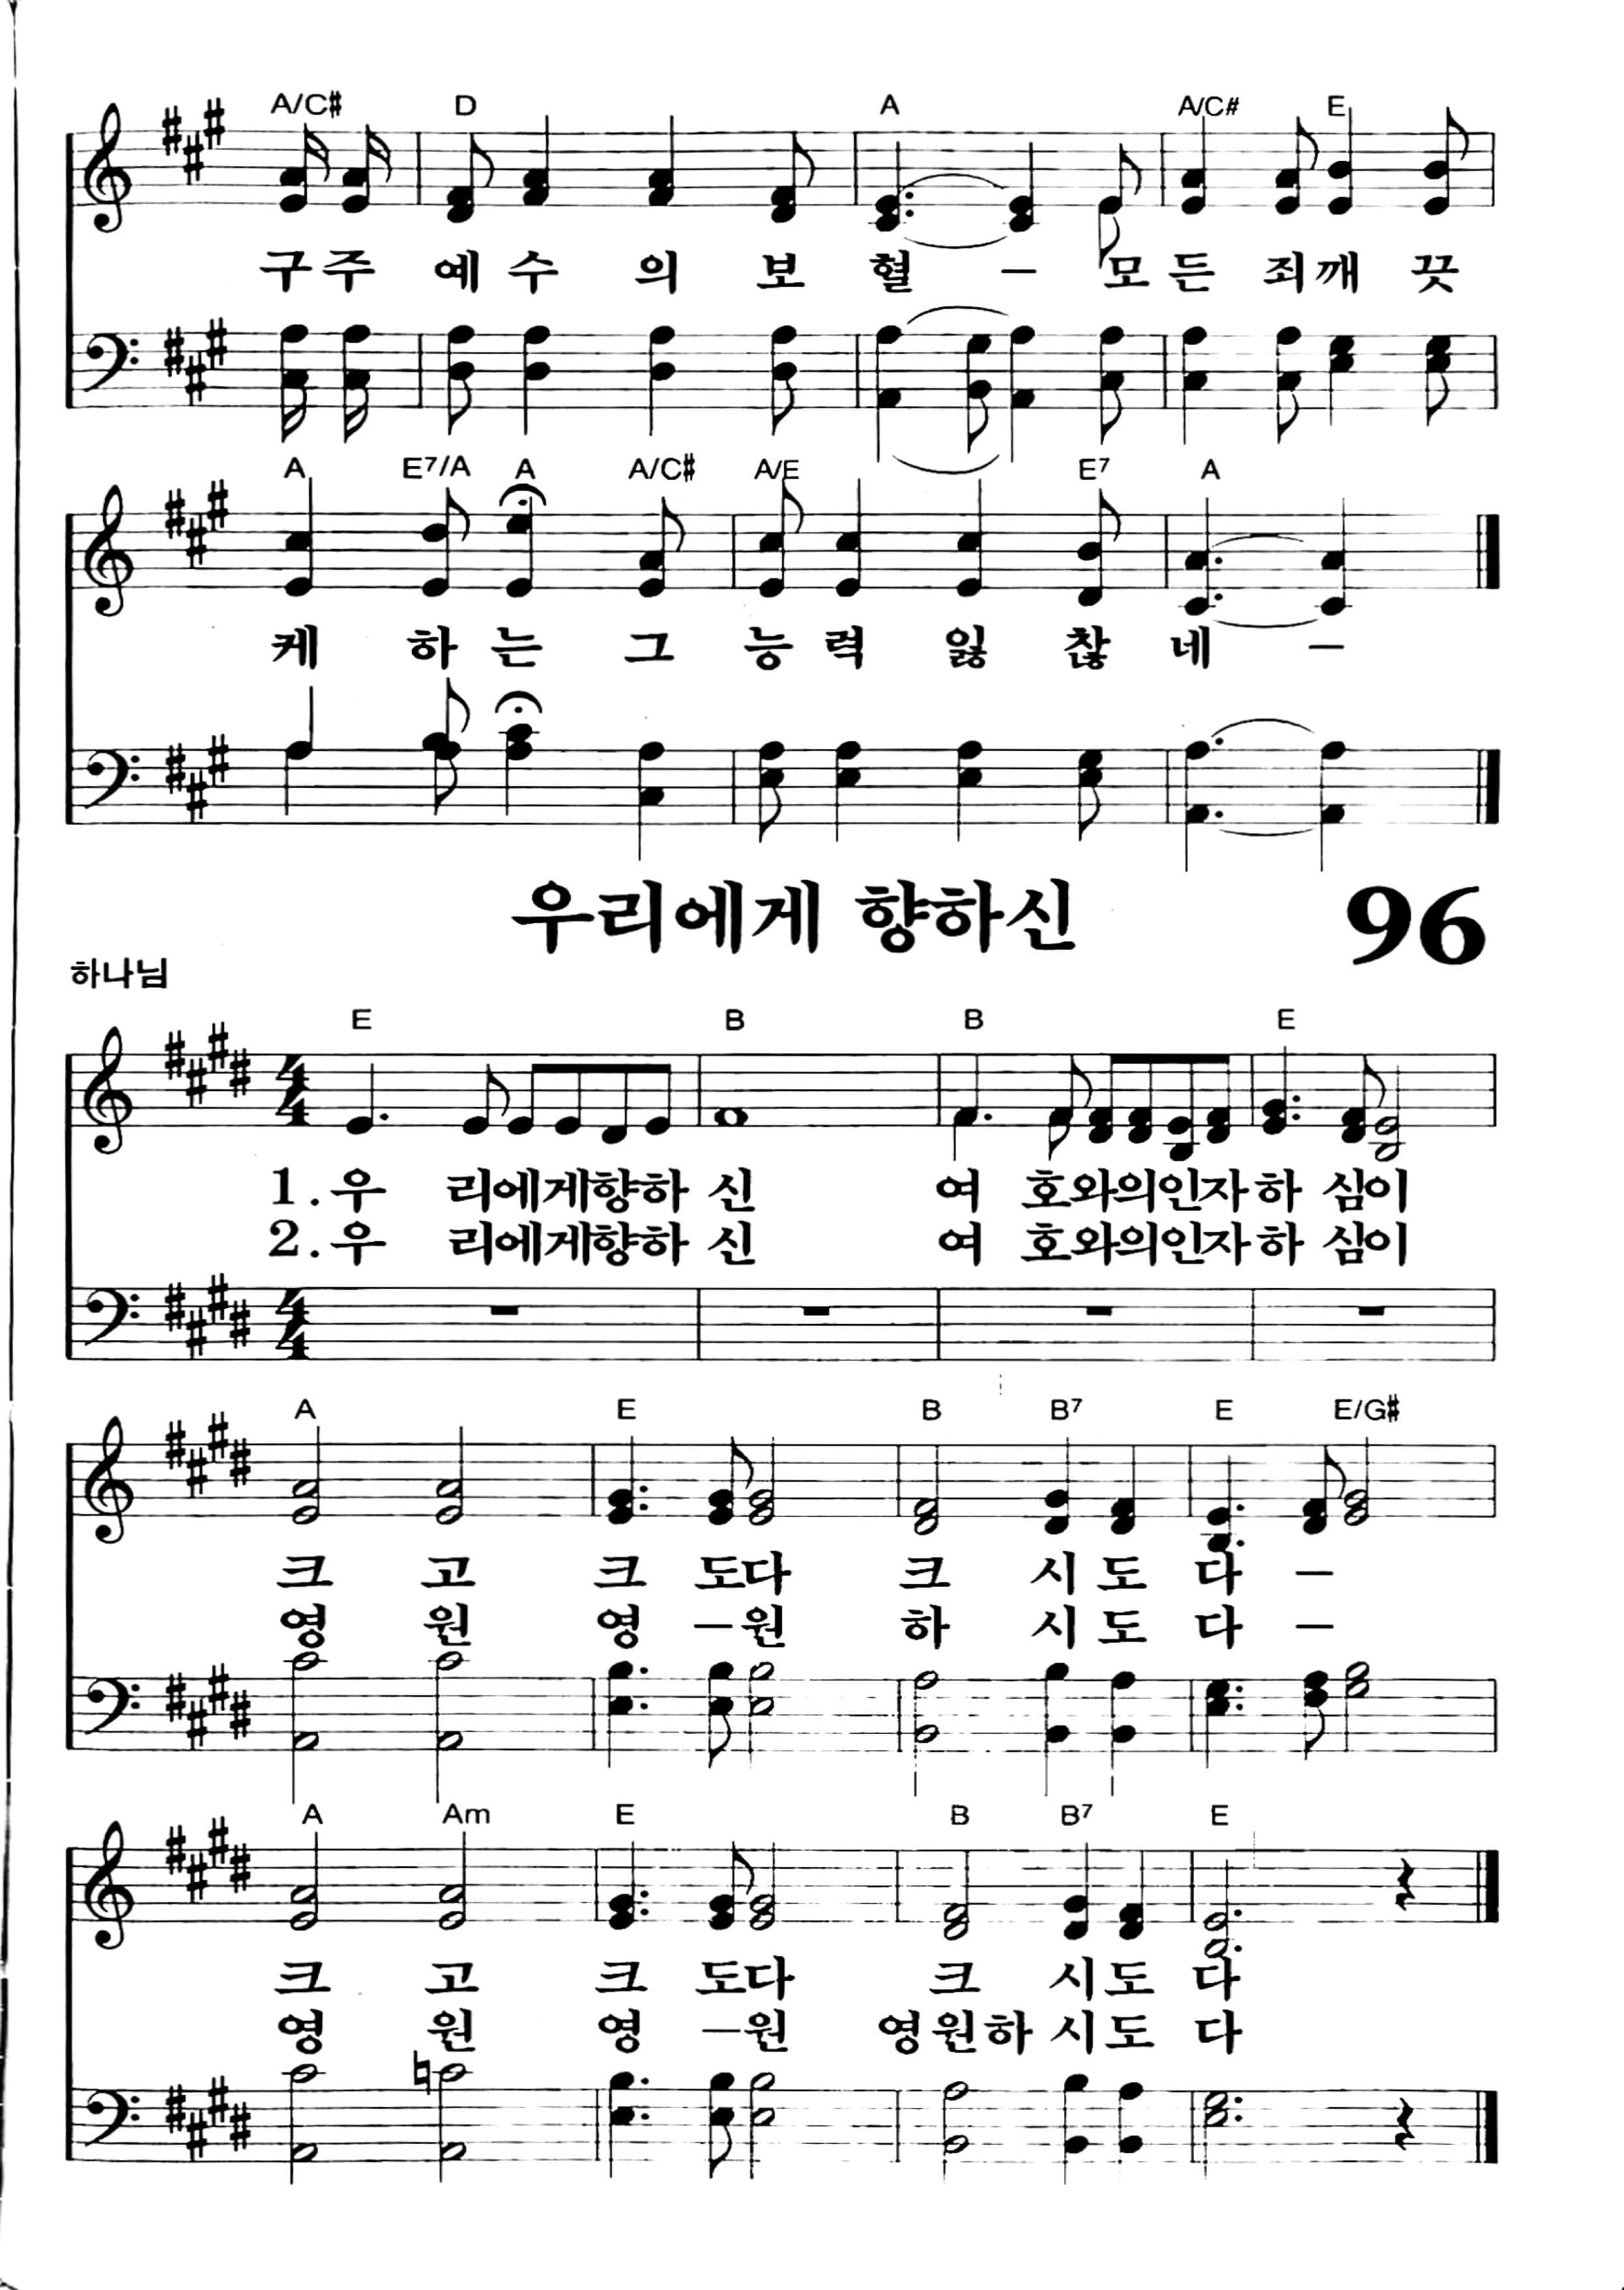 A/C# D A A/C# E
구주 예수 의 보 혈 – 모든 죄깨 끗
A E7/A A A/C# A/E E7 A
케 하는 그 능력 잃 찮 네 –
우리에게 향하신 96
하나님
E B B E
1.우 리에게향하 신 여 호와의인자하 심이
2.우 리에게향하 신 여 호와의인자하 심이
A E B B7 E E/G#
크 고 크 도다 크 시도 다 –
영 원 영 –원 하 시도 다 –
A Am E B B7 E
크 고 크 도다 크 시도 다
영 원 영 –원 영원하 시도 다